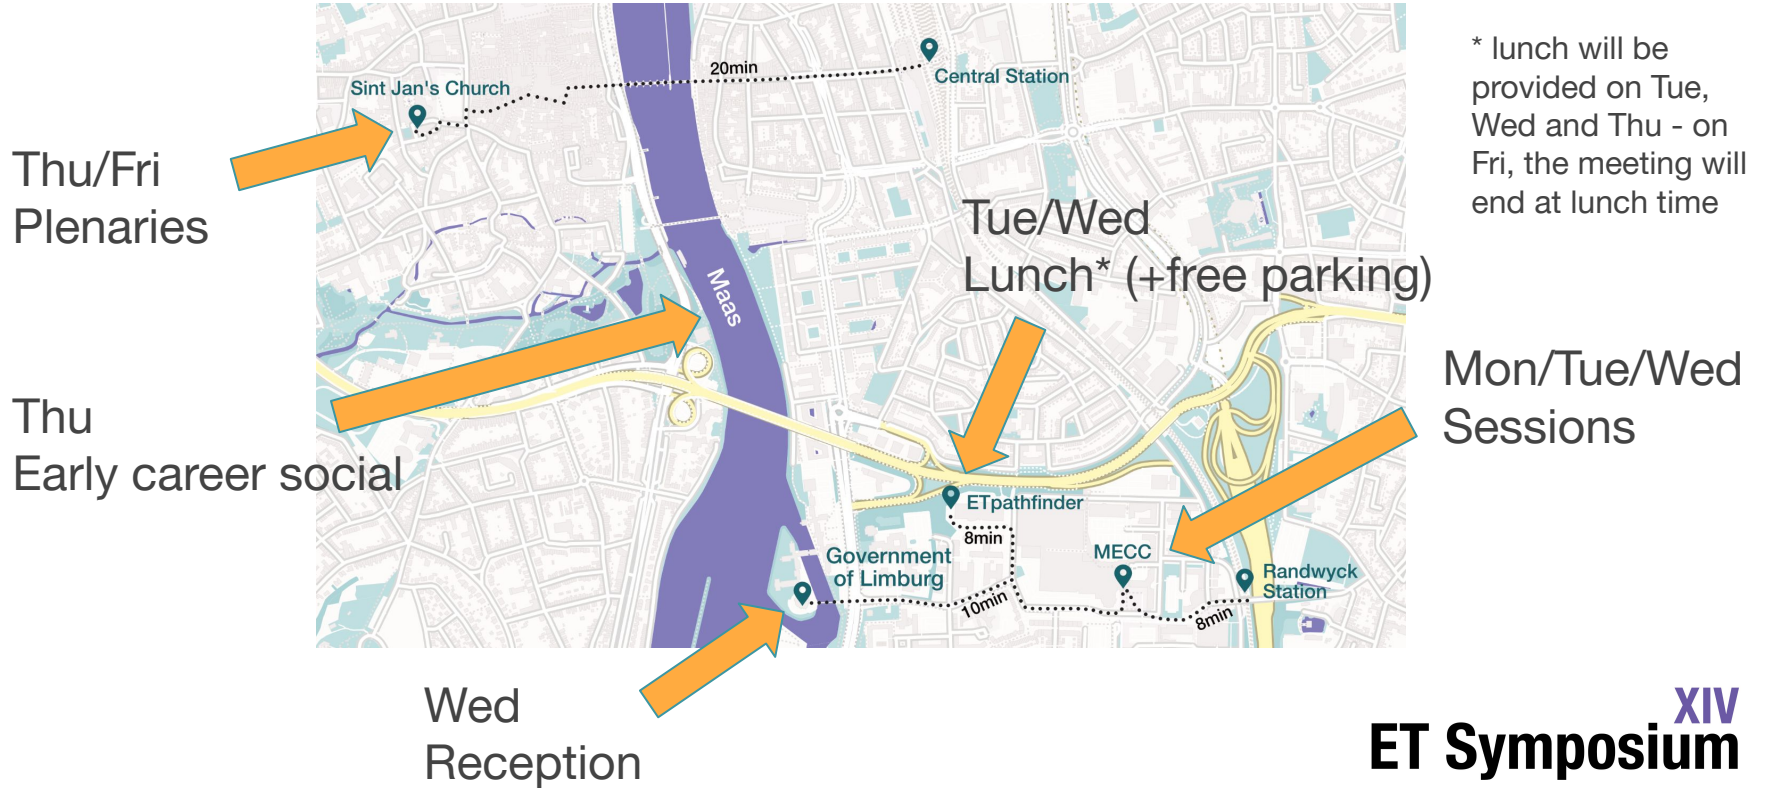 * lunch will be
provided on Tue,
Wed and Thu - on
Fri, the meeting will
end at lunch time
20min
Central Station
Sint Jan's Church
Thu/Fri
Plenaries
Tue/Wed
Lunch* (+free parking)
Maas
Mon/Tue/Wed
Sessions
Thu
Early career social
ETpathfinder
8min
Government
of Limburg
MECC
Randwyck
Station
10min
8min
Wed
Reception
XIV
ET Symposium